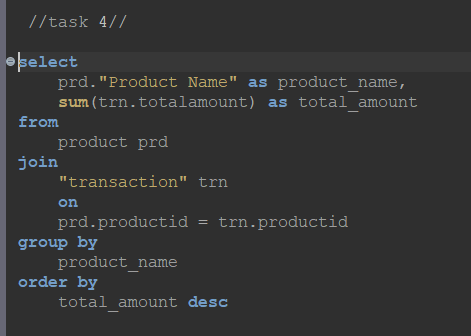 //task 4//
select
prd."Product Name" as product_name,
sum(trn.totalamount) as total_amount
from
product prd
join
"transaction" trn
on
prd.productid = trn.productid
group by
product_name
order by
total_amount desc